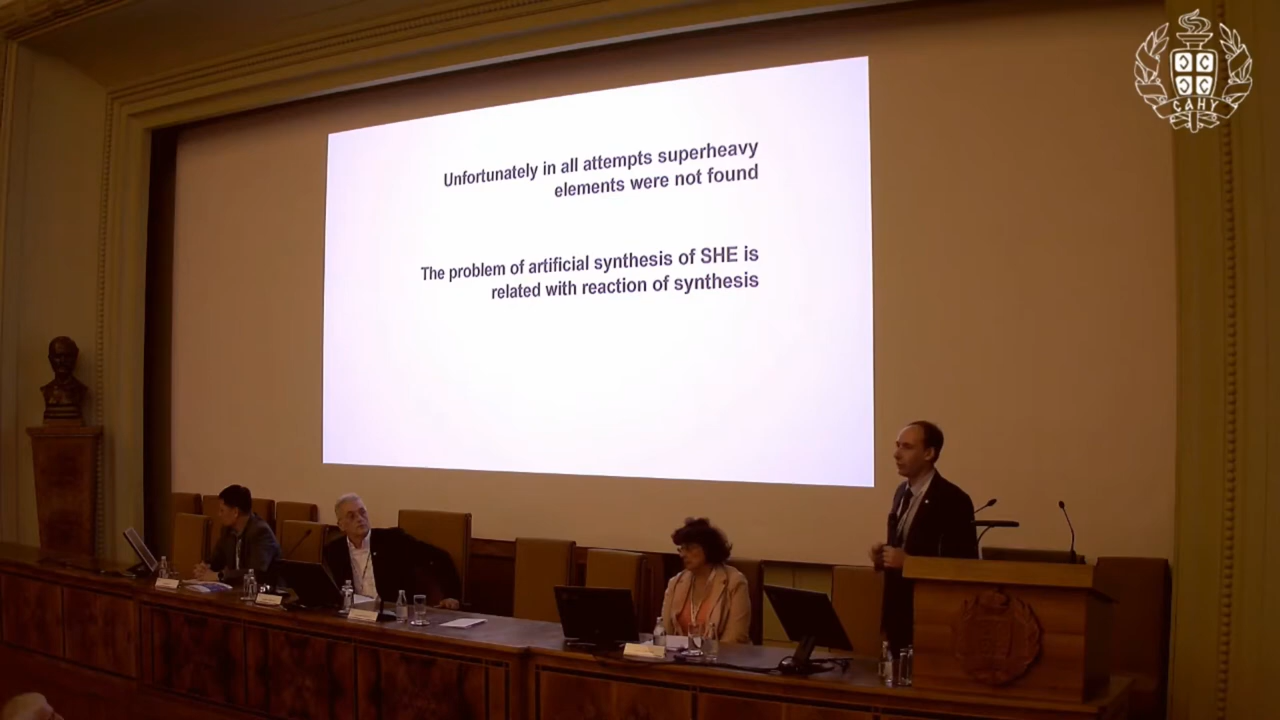 Unfortunately in all attempts superheavy
elements were not found
The problem of artificial synthesis of SHE is
related with reaction of synthesis
САНУ